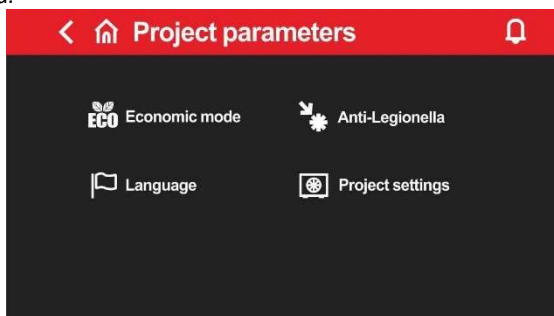 Project parameters
ECO Economic mode
Anti-Legionella
Language
Project settings